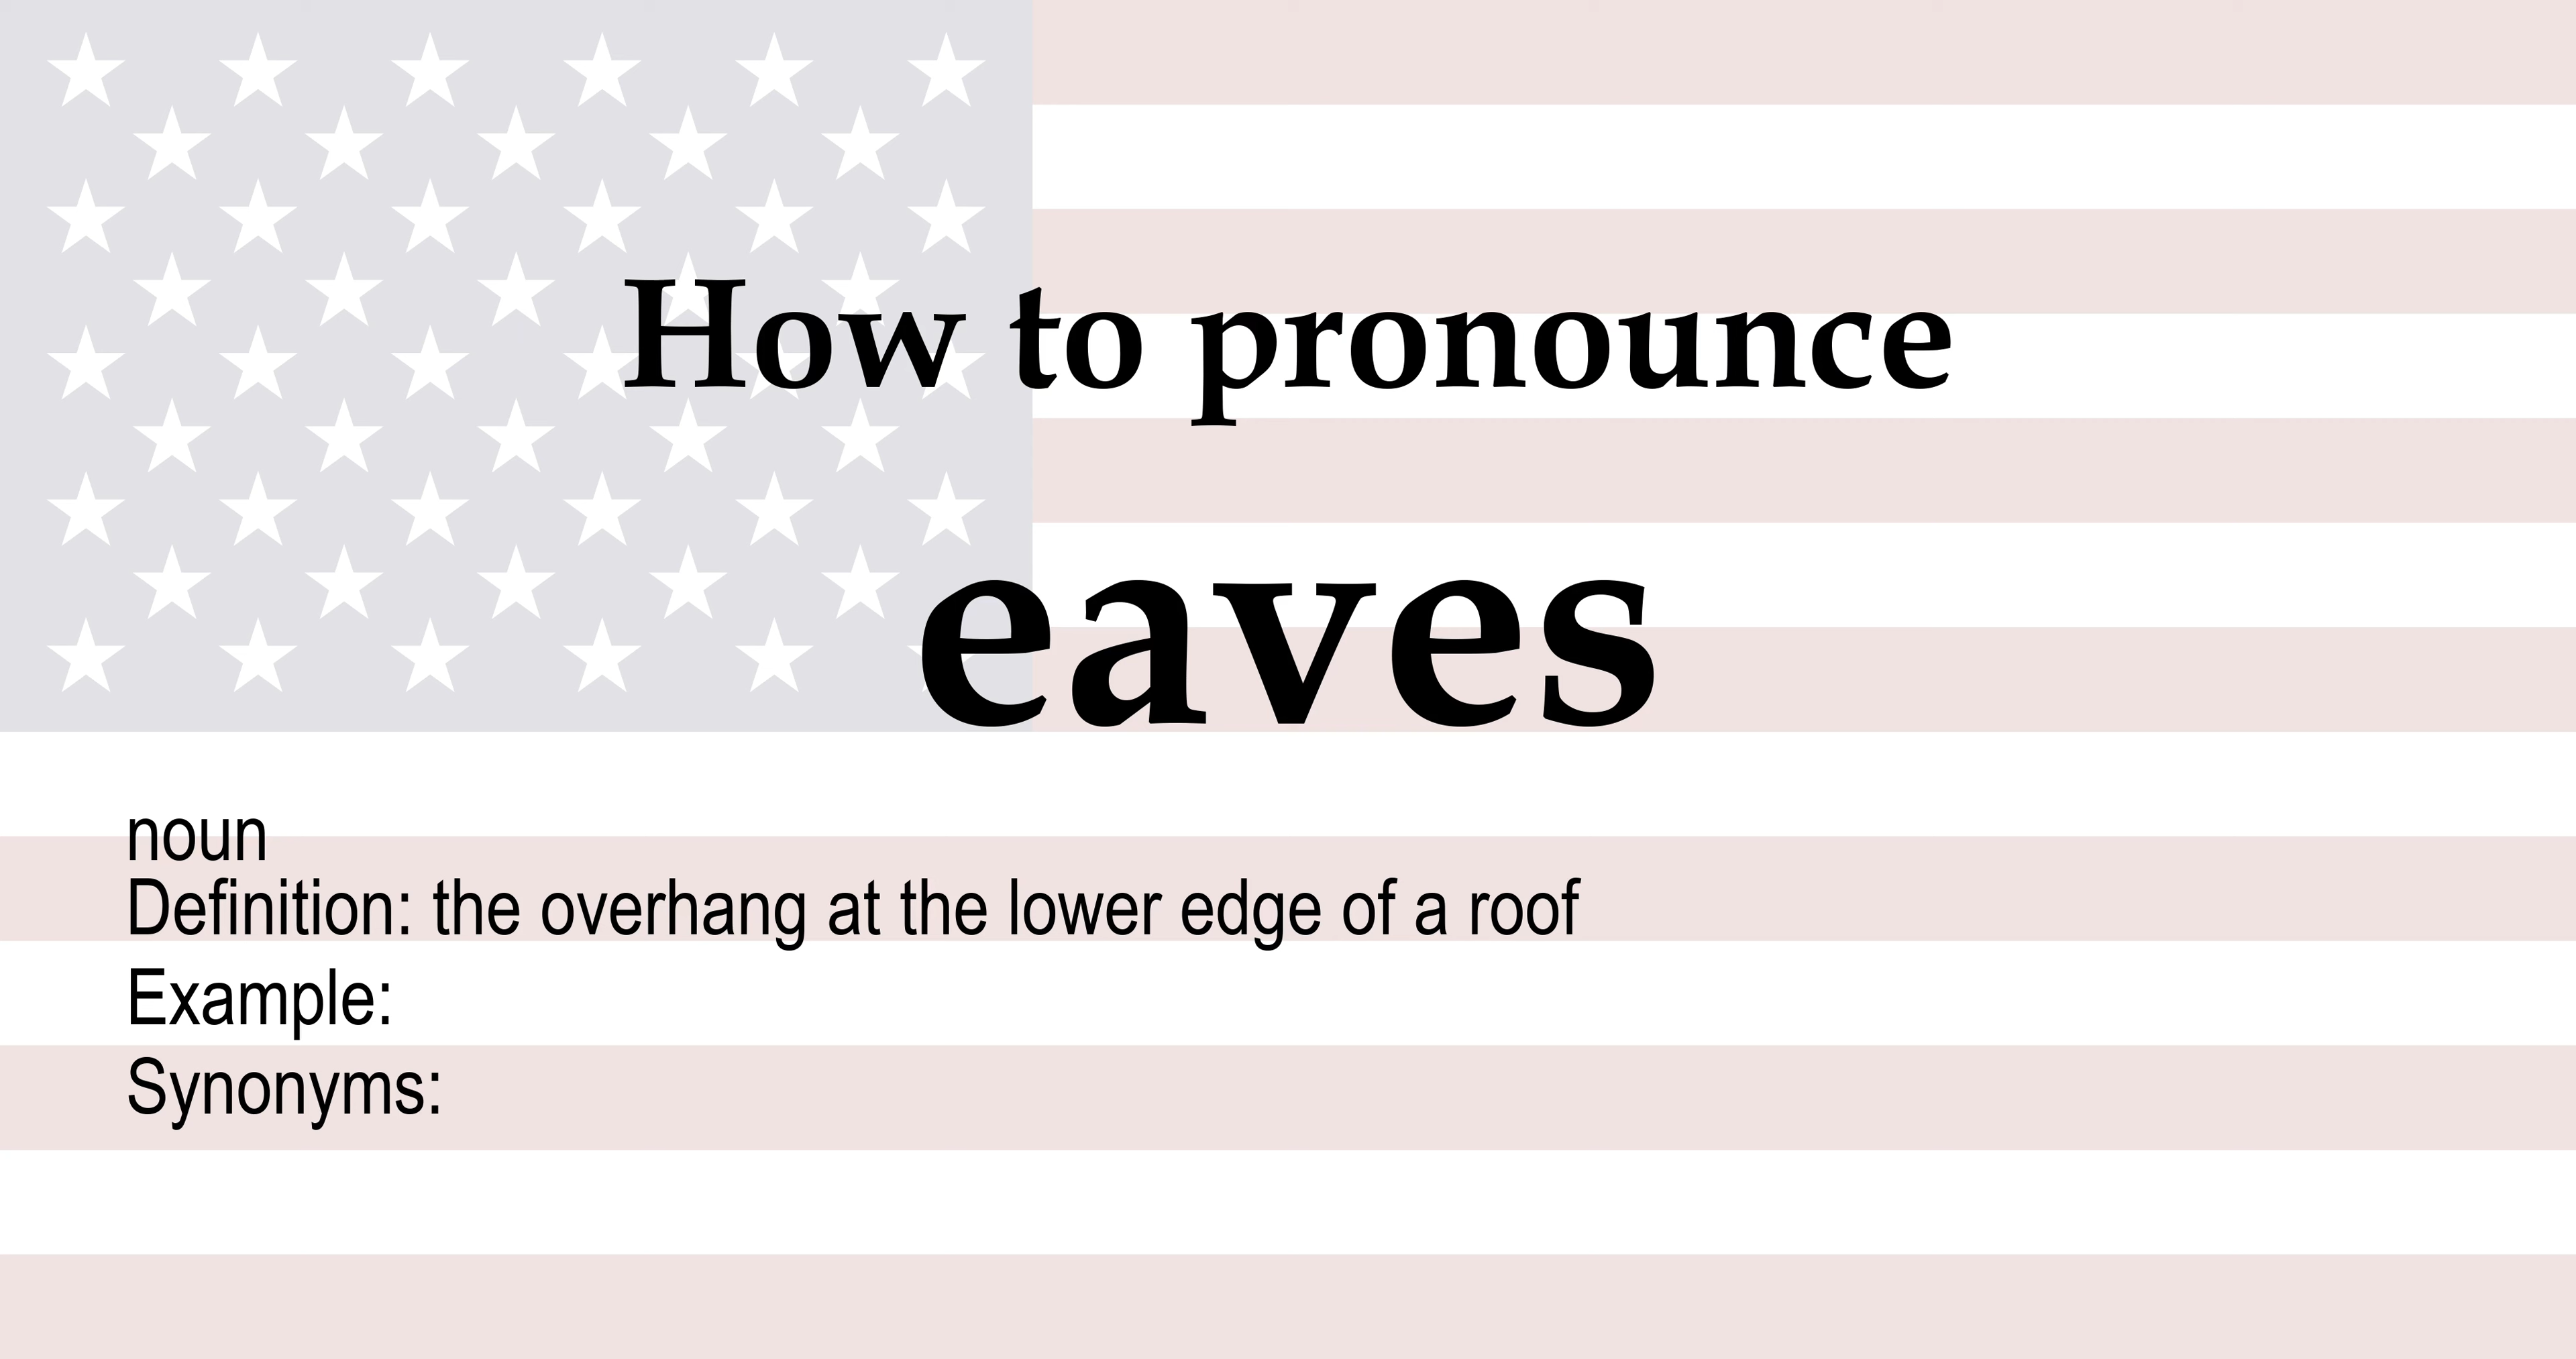 How to pronounce
eaves
noun
Definition: the overhang at the lower edge of a roof
Example:
Synonyms: